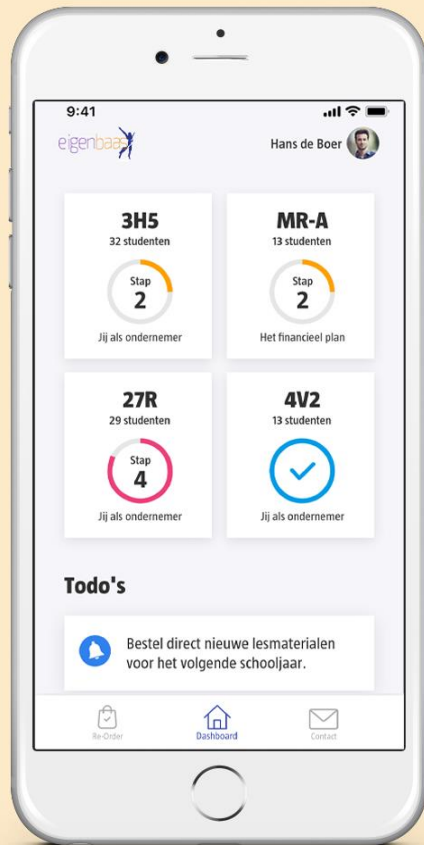 9:41
eigenbaas
Hans de Boer
3H5
32 studenten
Stap
2
Jij als ondernemer
MR-A
13 studenten
Stap
2
Het financieel plan
27R
29 studenten
Stap
4
Jij als ondernemer
4V2
13 studenten
Jij als ondernemer
Todo's
Bestel direct nieuwe lesmaterialen
voor het volgende schooljaar.
Re-Order
Dashboard
Contact